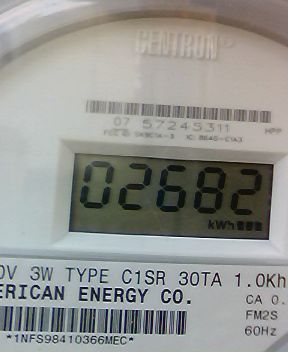 CENTRON®
07 57245311
HPP
02682
kWh
0V 3W TYPE C1SR 30TA 1.0Kh
ERICAN ENERGY CO.
CA 0.
FM2S
60Hz
*1NFS98410366MEC*